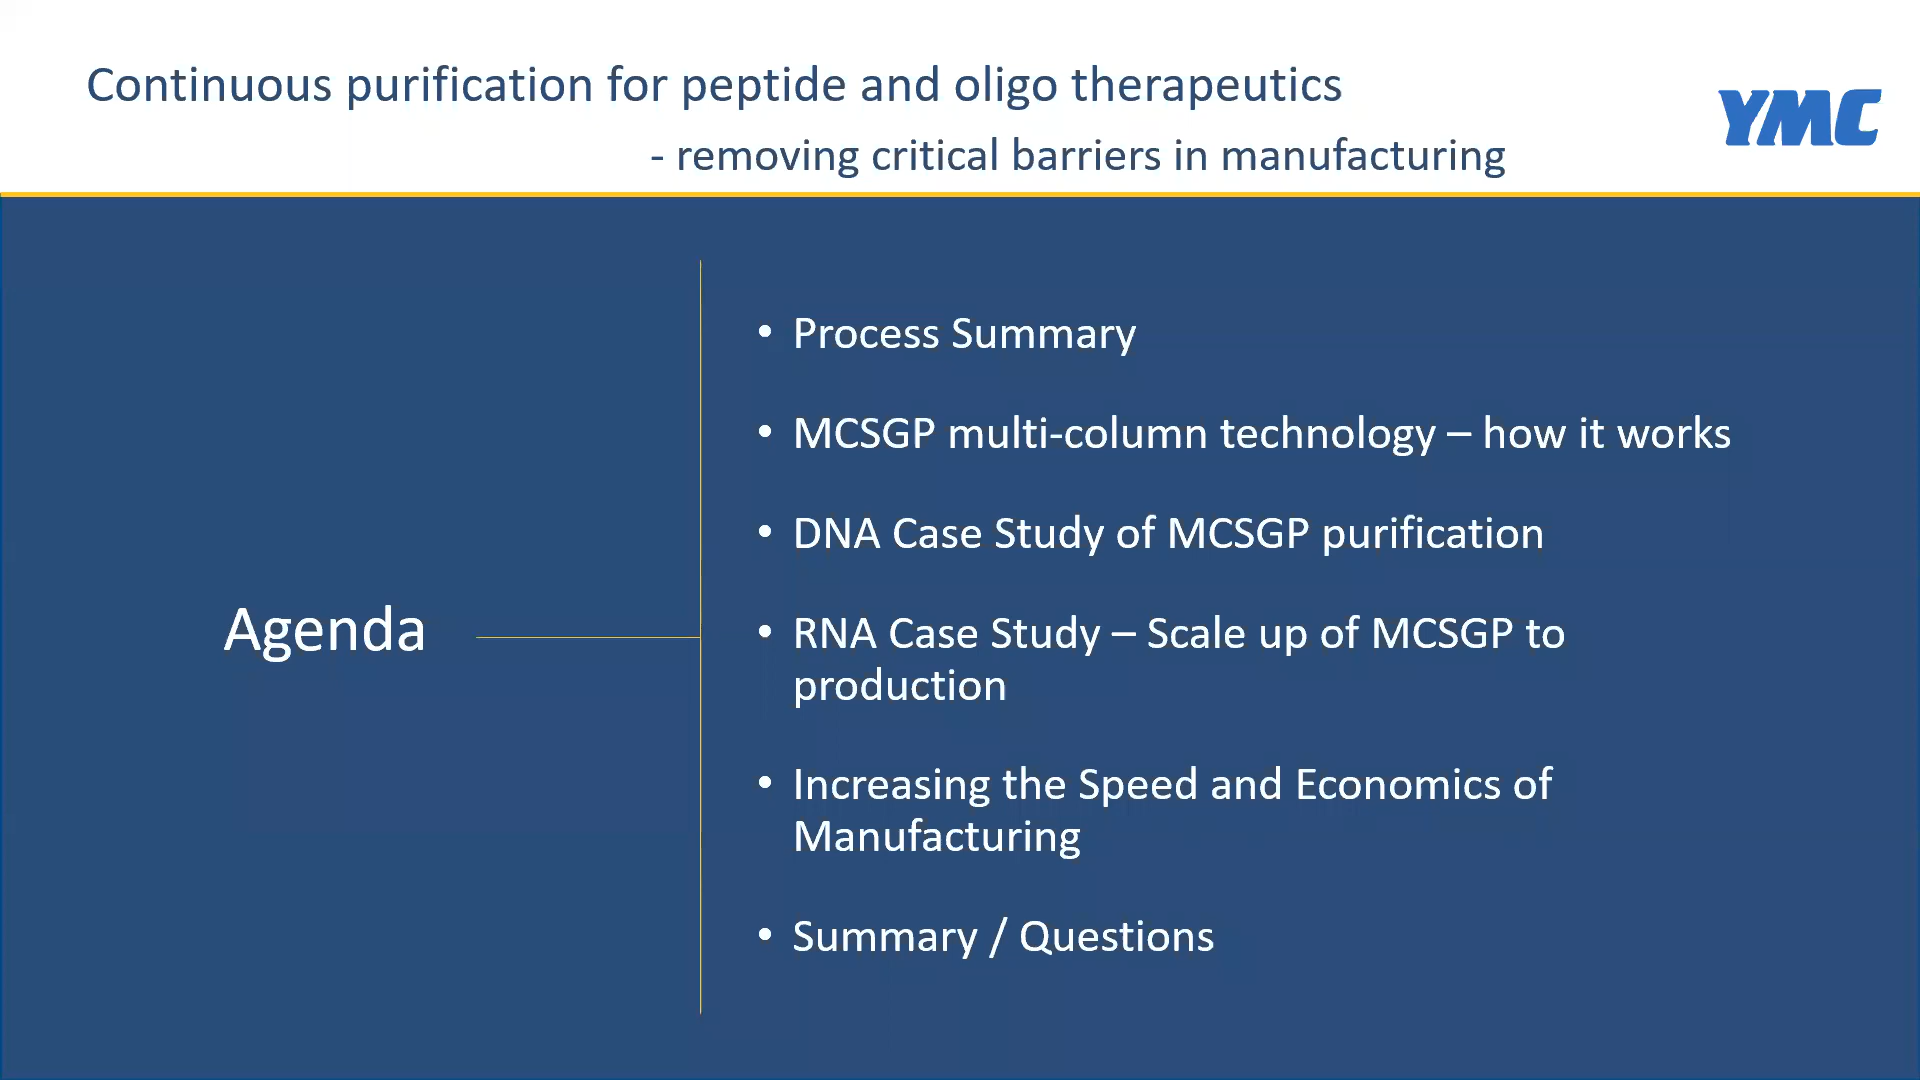 Continuous purification for peptide and oligo therapeutics
- removing critical barriers in manufacturing
YMC
Agenda
• Process Summary
• MCSGP multi-column technology – how it works
• DNA Case Study of MCSGP purification
• RNA Case Study – Scale up of MCSGP to
production
• Increasing the Speed and Economics of
Manufacturing
• Summary / Questions